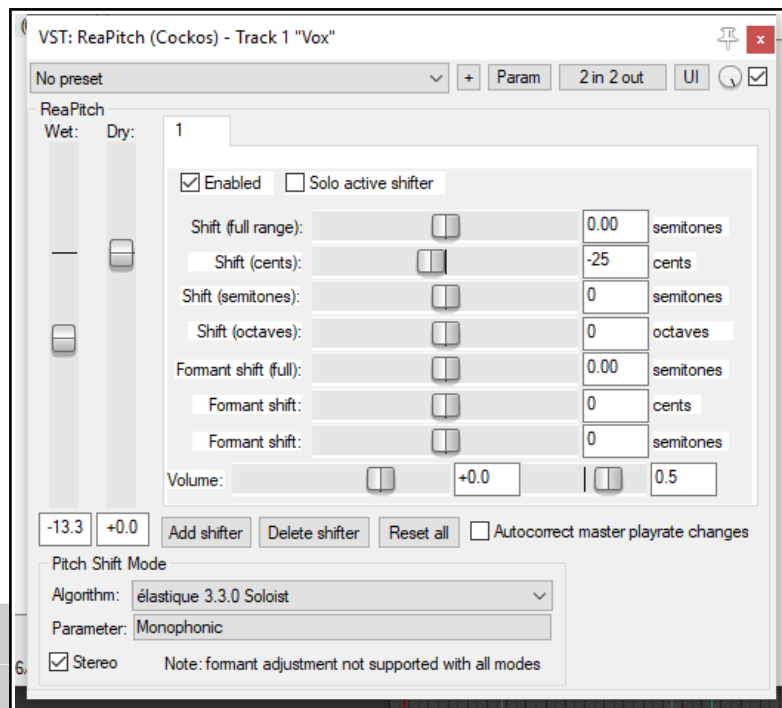 VST: ReaPitch (Cockos) - Track 1 "Vox"
x
No preset + Param 2 in 2 out UI
ReaPitch
Wet: Dry: 1
Enabled Solo active shifter
Shift (full range): 0.00 semitones
Shift (cents): -25 cents
Shift (semitones): 0 semitones
Shift (octaves): 0 octaves
Formant shift (full): 0.00 semitones
Formant shift: 0 cents
Formant shift: 0 semitones
Volume: +0.0 0.5
-13.3 +0.0 Add shifter Delete shifter Reset all Autocorrect master playrate changes
Pitch Shift Mode
Algorithm: élastique 3.3.0 Soloist
Parameter: Monophonic
Stereo Note: formant adjustment not supported with all modes